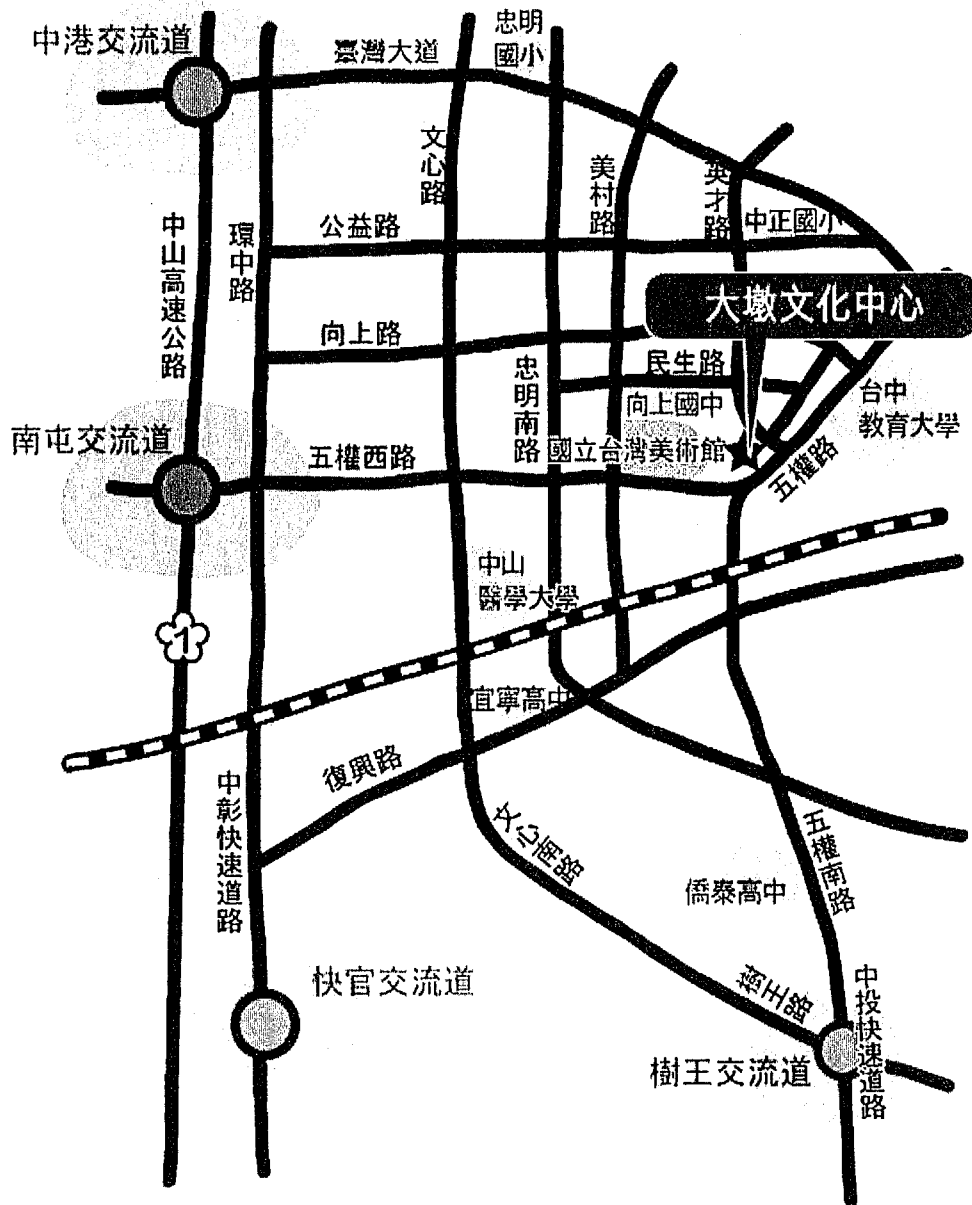 中港交流道
臺灣大道
忠明
國小
文心路
美村路
英才路
中正國小
公益路
中山高速公路
環中路
大墩文化中心
向上路
忠明南路
民生路
向上國中
台中
教育大學
南屯交流道
五權西路
國立台灣美術館
五權路
中山
醫學大學
1
宜寧高中
復興路
中彰快速道路
文心南路
五權南路
僑泰高中
快官交流道
樹王路
中投快速道路
樹王交流道